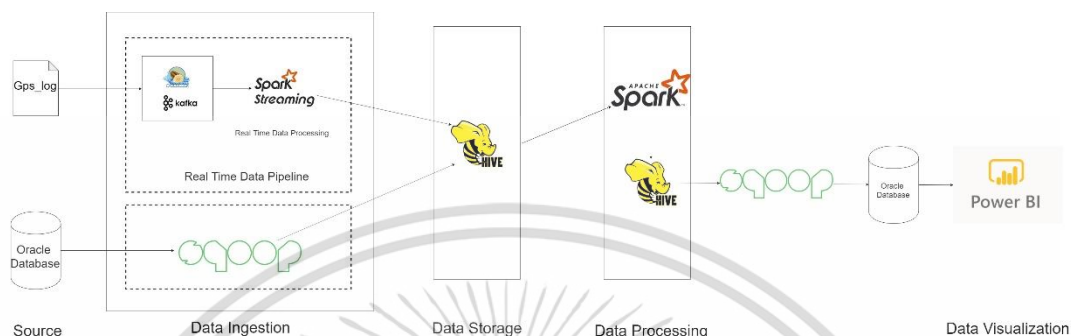 Gps_log
kafka
Spark
Streaming
Real Time Data Processing
Real Time Data Pipeline
Oracle
Database
sqoop
HIVE
APACHE
Spark
HIVE
sqoop
Oracle
Database
Power BI
Source
Data Ingestion
Data Storage
Data Processing
Data Visualization